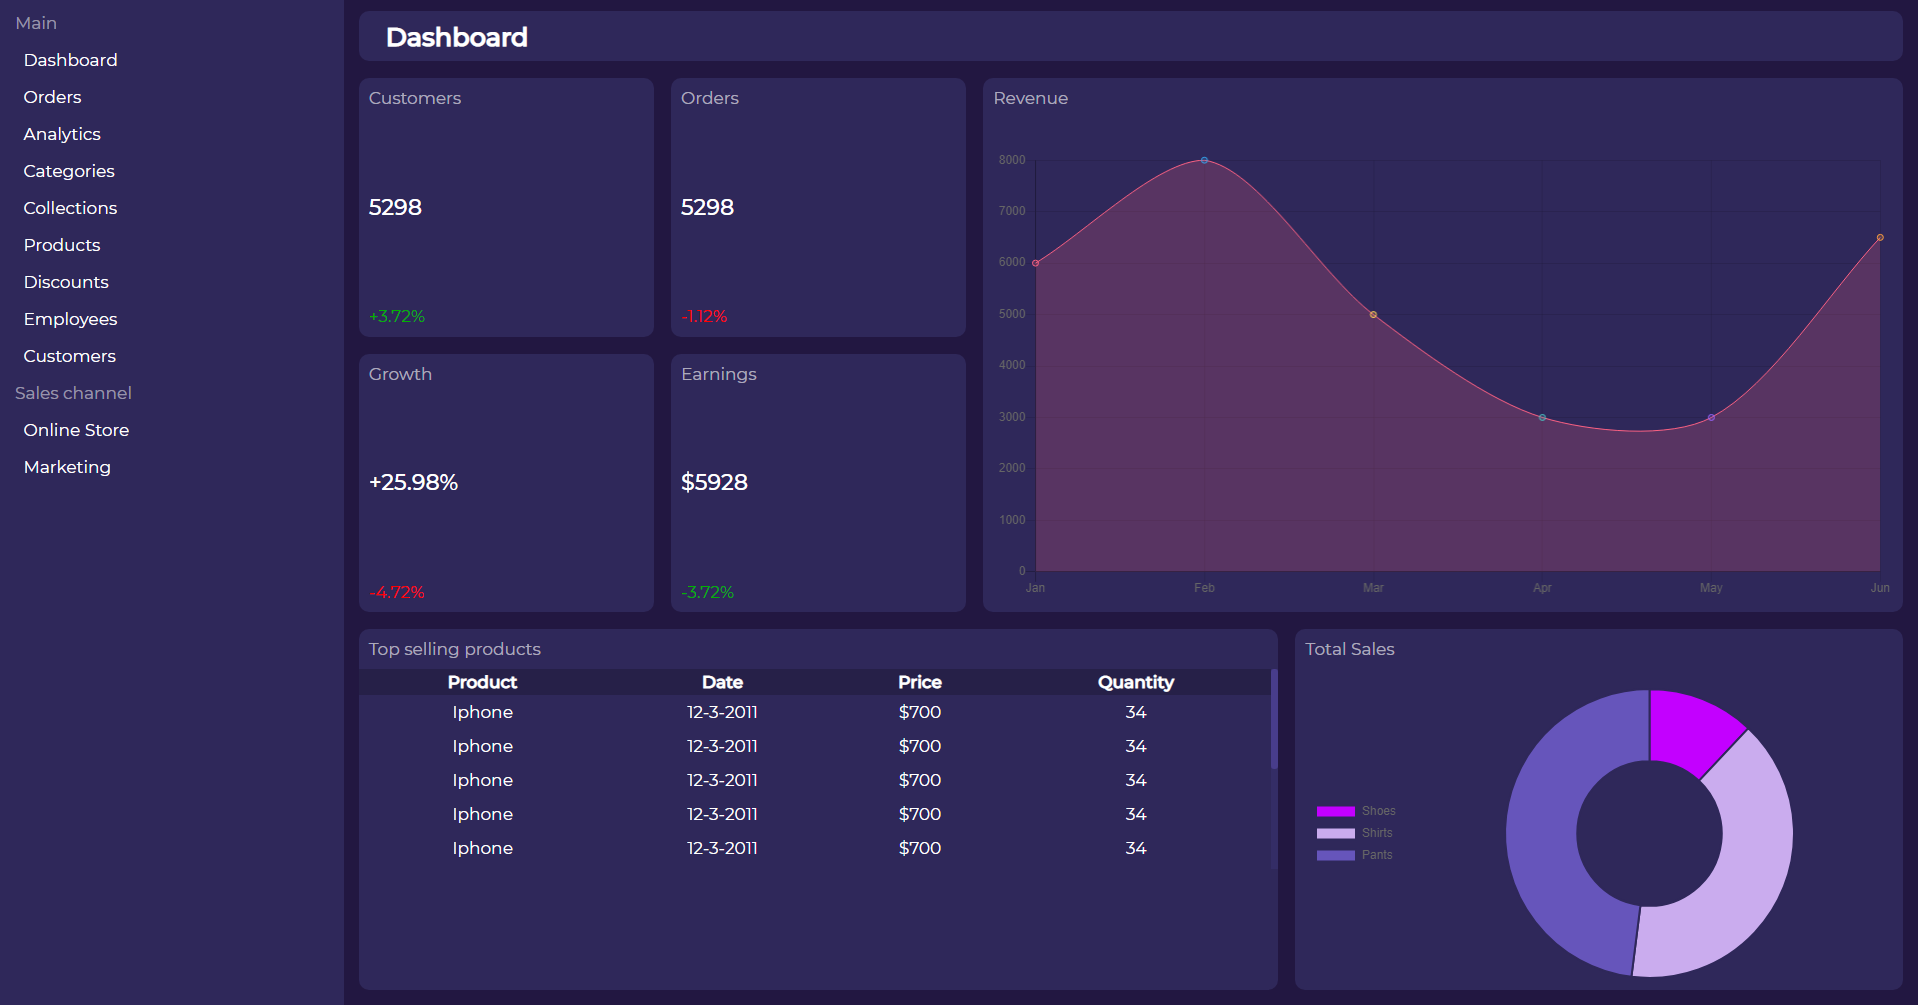 Main
Dashboard
Orders
Analytics
Categories
Collections
Products
Discounts
Employees
Customers
Sales channel
Online Store
Marketing
Dashboard
Customers
5298
+3.72%
Orders
5298
-1.12%
Growth
+25.98%
-4.72%
Earnings
$5928
-3.72%
Revenue
8000
7000
6000
5000
4000
3000
2000
1000
0
Jan Feb Mar Apr May Jun
Top selling products
Product Date Price Quantity
Iphone 12-3-2011 $700 34
Iphone 12-3-2011 $700 34
Iphone 12-3-2011 $700 34
Iphone 12-3-2011 $700 34
Iphone 12-3-2011 $700 34
Total Sales
Shoes
Shirts
Pants